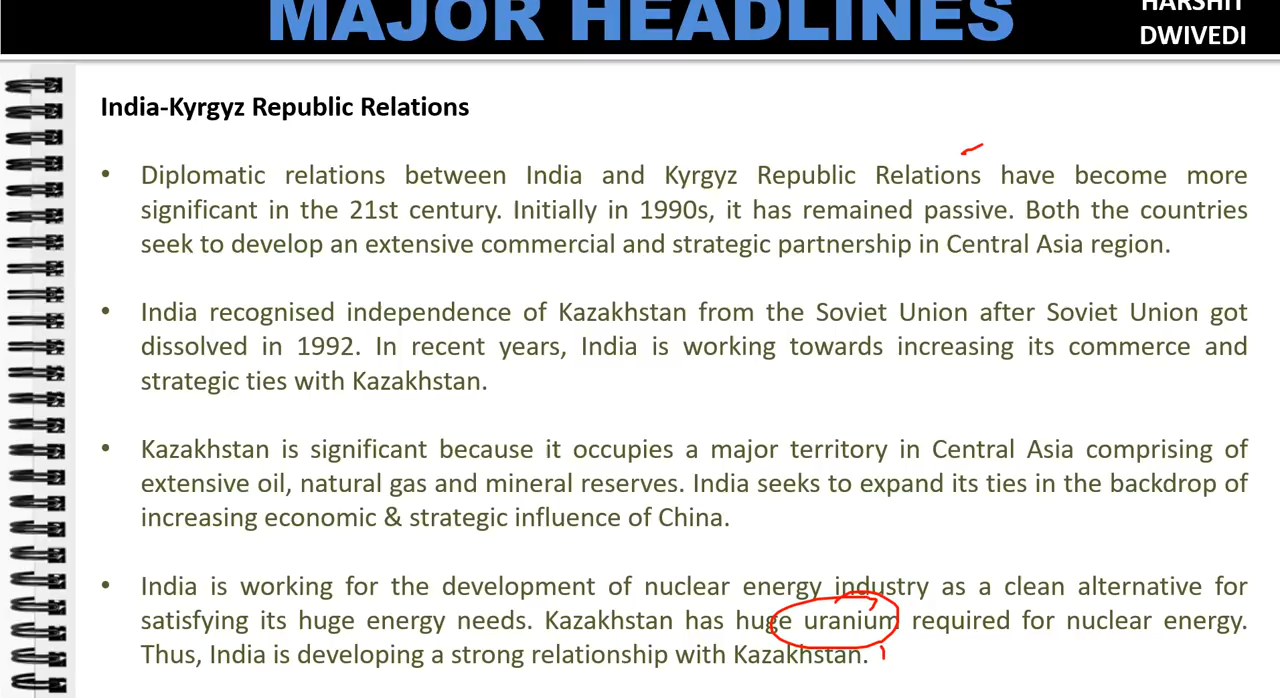 MAJOR HEADLINES
HARSHIT
DWIVEDI
India-Kyrgyz Republic Relations
• Diplomatic relations between India and Kyrgyz Republic Relations have become more
significant in the 21st century. Initially in 1990s, it has remained passive. Both the countries
seek to develop an extensive commercial and strategic partnership in Central Asia region.
• India recognised independence of Kazakhstan from the Soviet Union after Soviet Union got
dissolved in 1992. In recent years, India is working towards increasing its commerce and
strategic ties with Kazakhstan.
• Kazakhstan is significant because it occupies a major territory in Central Asia comprising of
extensive oil, natural gas and mineral reserves. India seeks to expand its ties in the backdrop of
increasing economic & strategic influence of China.
• India is working for the development of nuclear energy industry as a clean alternative for
satisfying its huge energy needs. Kazakhstan has huge uranium required for nuclear energy.
Thus, India is developing a strong relationship with Kazakhstan.